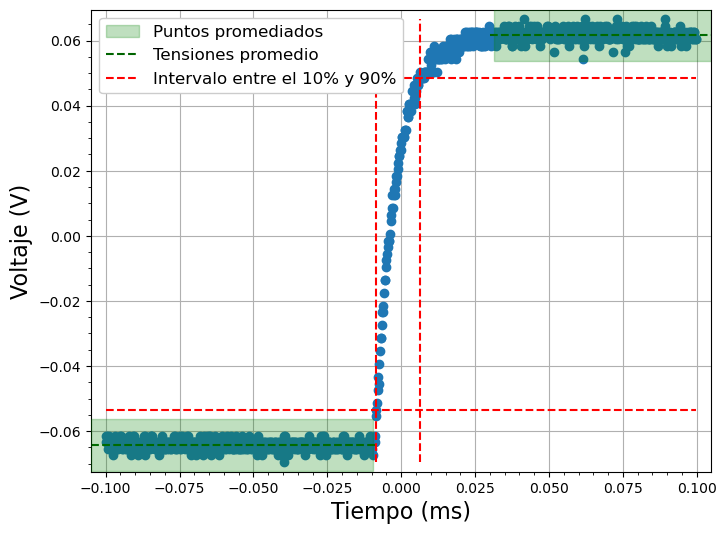 Puntos promediados
Tensiones promedio
Intervalo entre el 10% y 90%
0.06
0.04
0.02
0.00
−0.02
−0.04
−0.06
Voltaje (V)
−0.100 −0.075 −0.050 −0.025 0.000 0.025 0.050 0.075 0.100
Tiempo (ms)